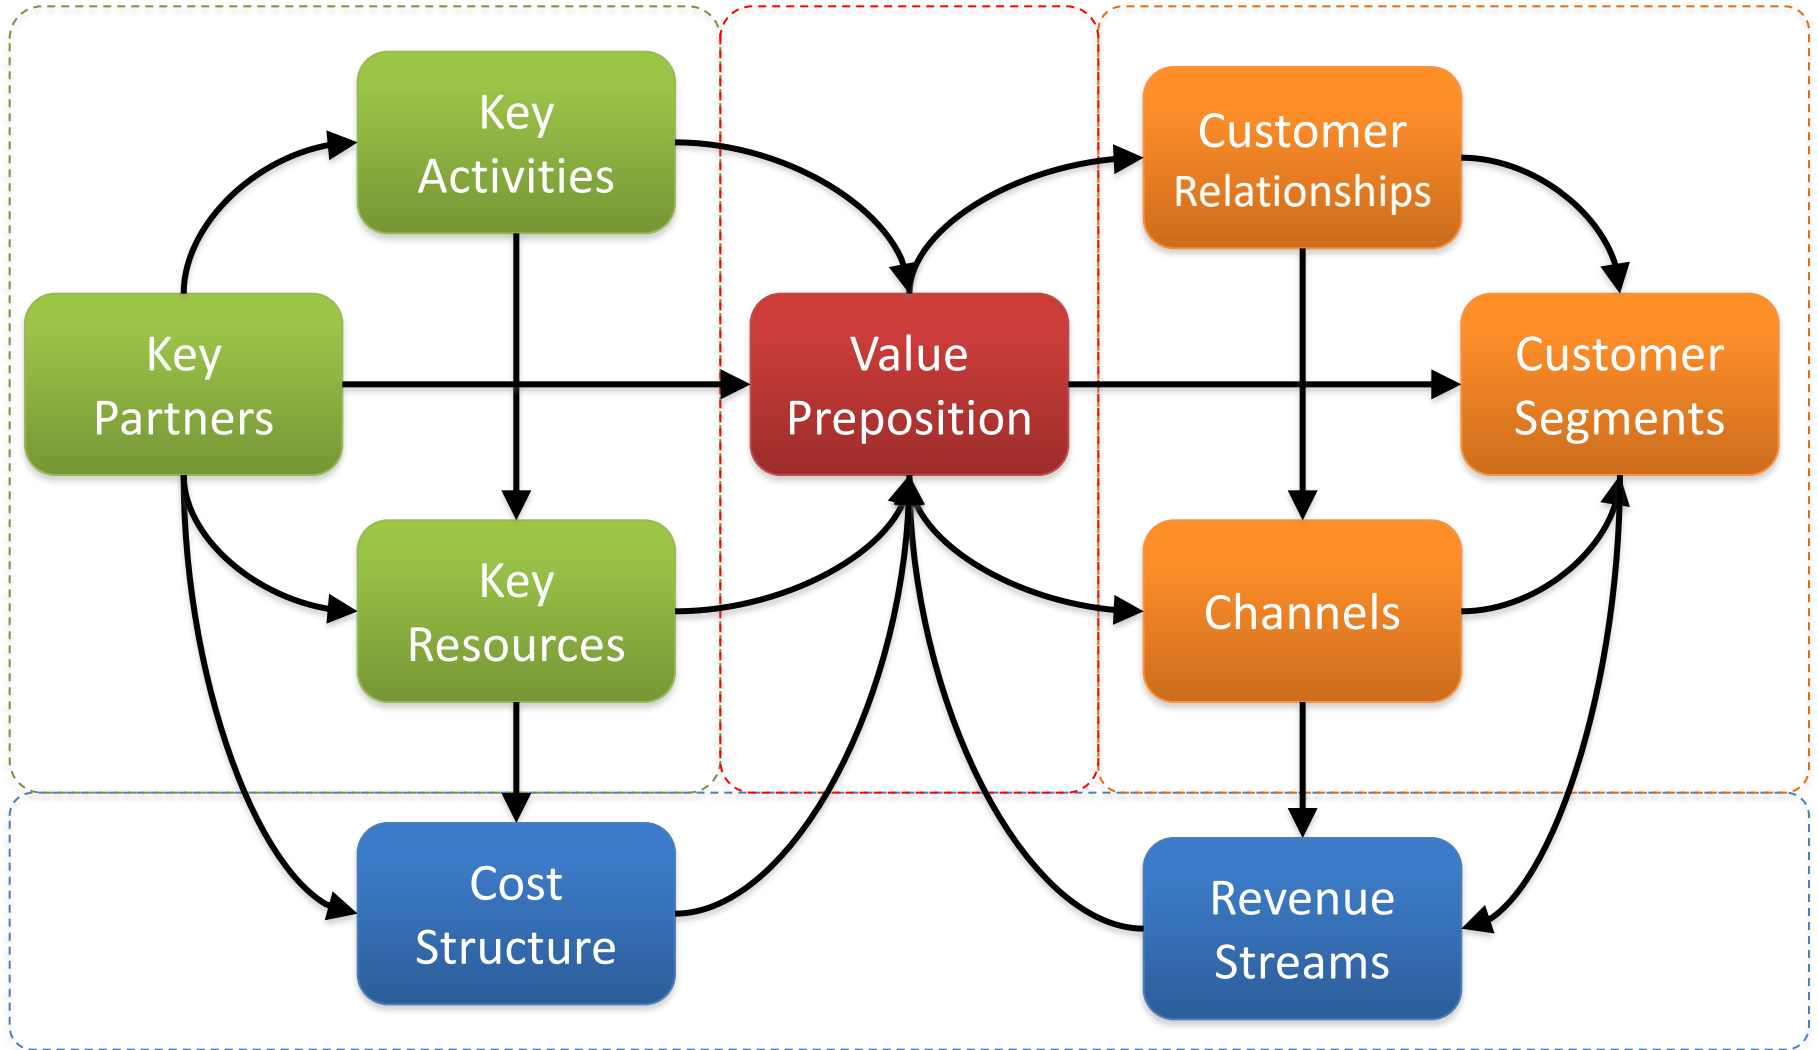 Key
Activities
Customer
Relationships
Key
Partners
Value
Preposition
Customer
Segments
Key
Resources
Channels
Cost
Structure
Revenue
Streams